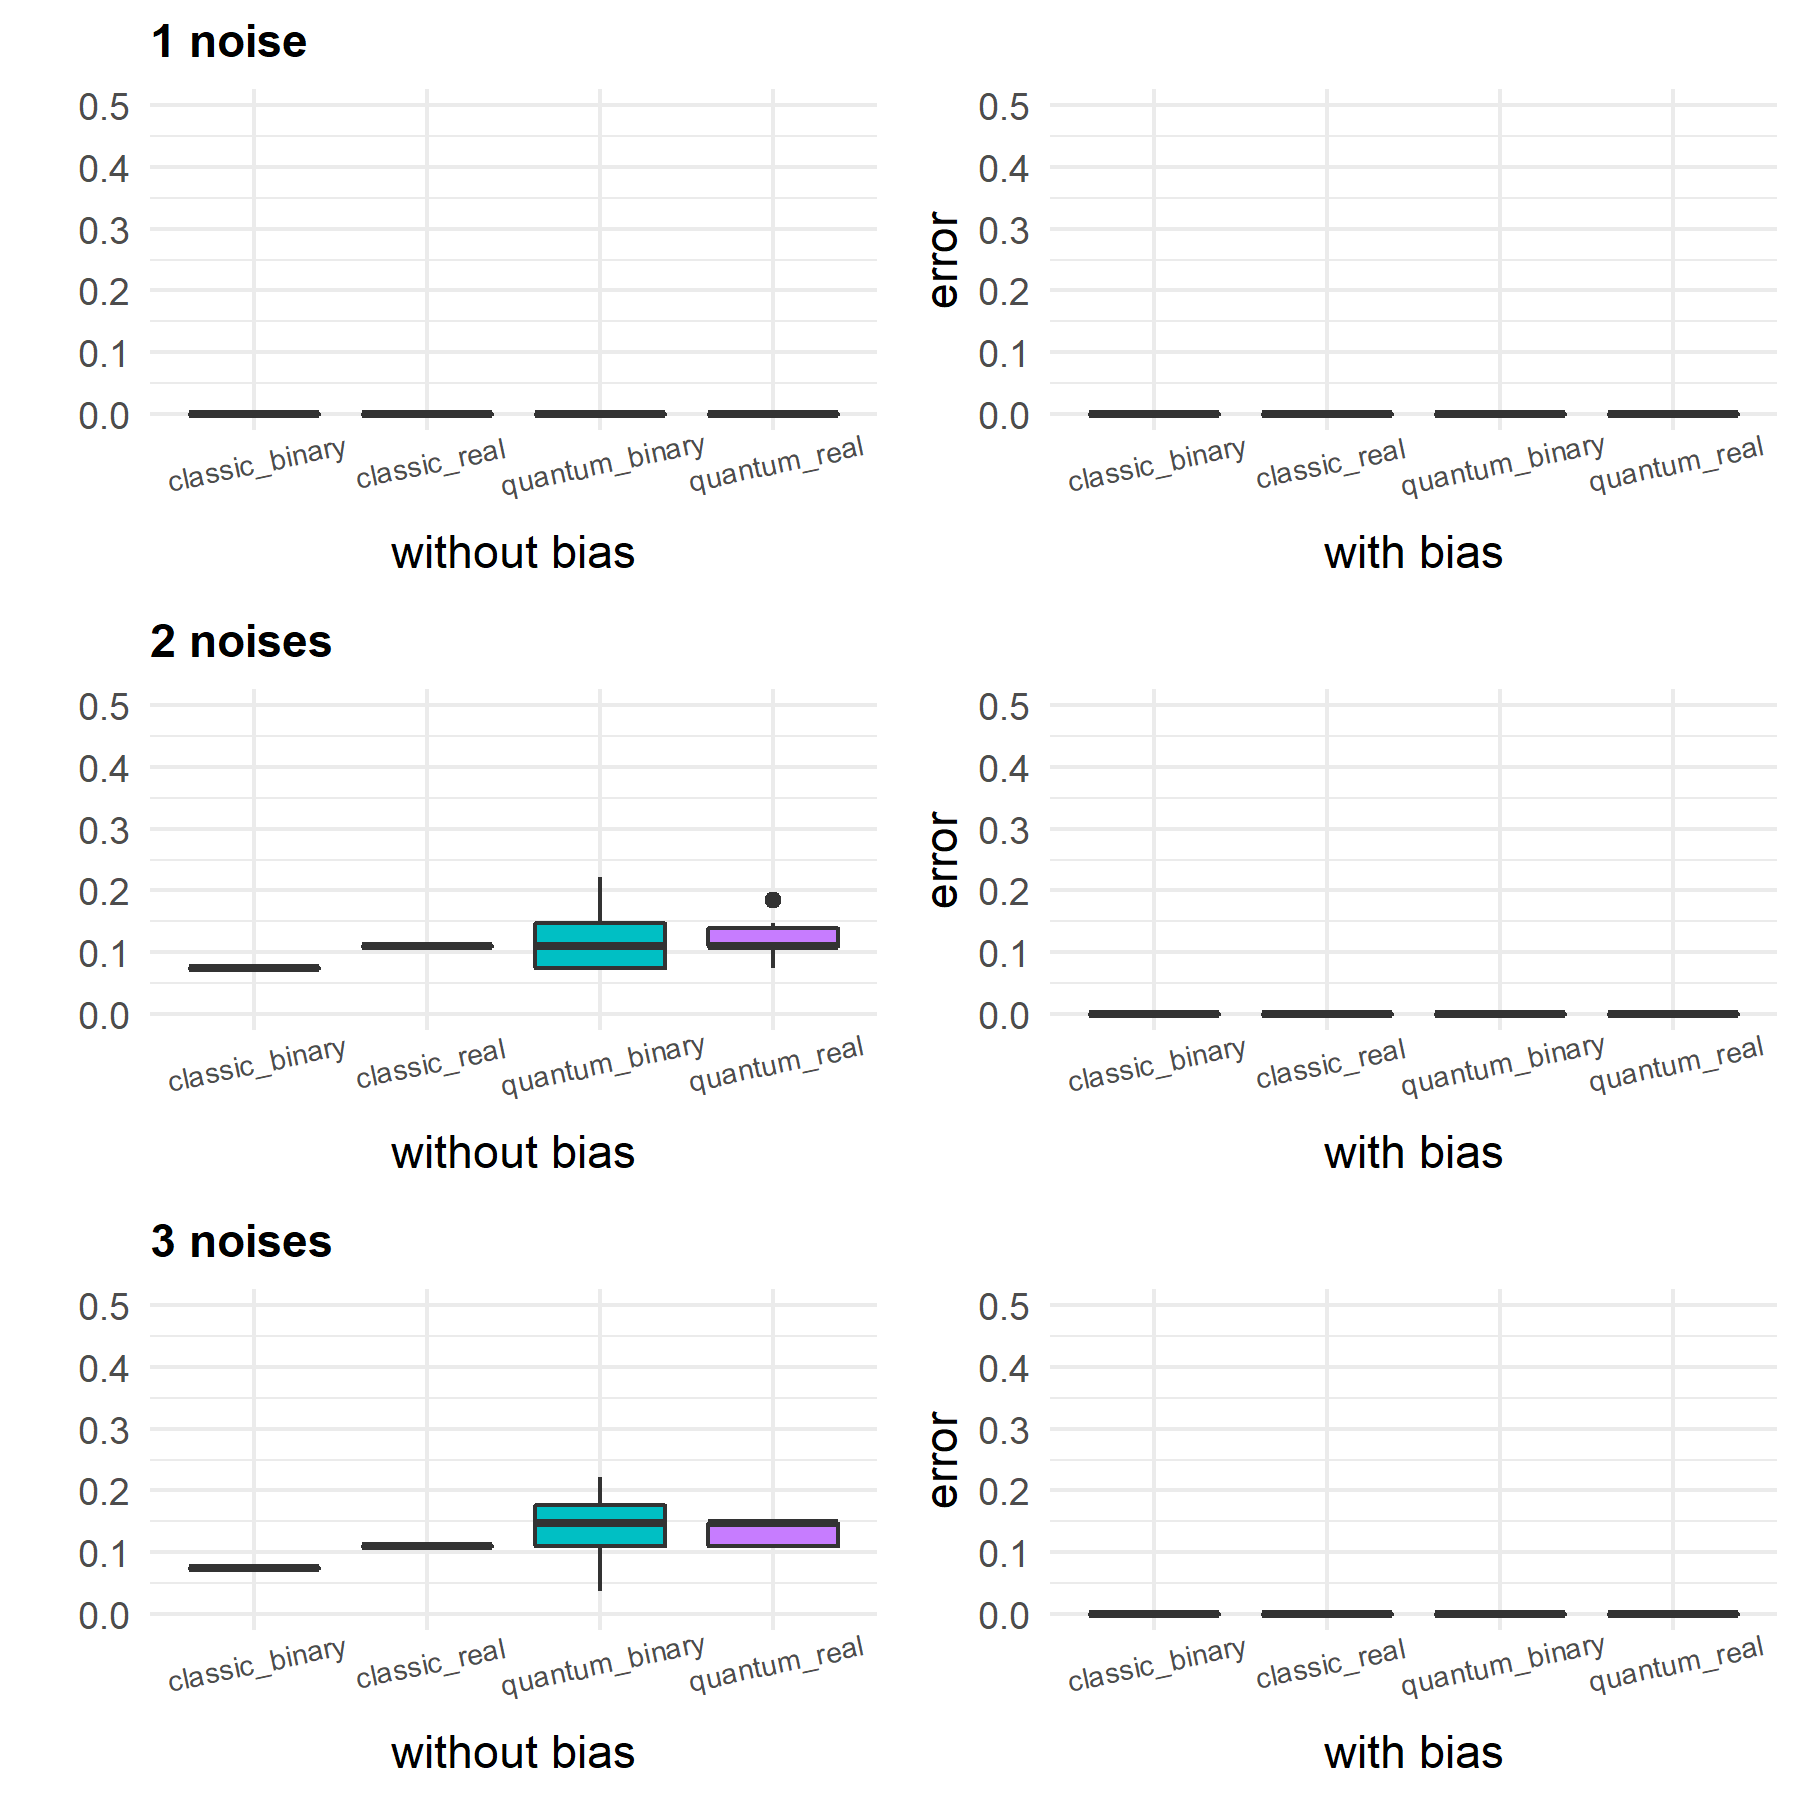 1 noise
0.5
0.4
0.3
0.2
0.1
0.0
classic_binary
classic_real
quantum_binary
quantum_real
without bias
error
0.5
0.4
0.3
0.2
0.1
0.0
classic_binary
classic_real
quantum_binary
quantum_real
with bias
2 noises
0.5
0.4
0.3
0.2
0.1
0.0
classic_binary
classic_real
quantum_binary
quantum_real
without bias
error
0.5
0.4
0.3
0.2
0.1
0.0
classic_binary
classic_real
quantum_binary
quantum_real
with bias
3 noises
0.5
0.4
0.3
0.2
0.1
0.0
classic_binary
classic_real
quantum_binary
quantum_real
without bias
error
0.5
0.4
0.3
0.2
0.1
0.0
classic_binary
classic_real
quantum_binary
quantum_real
with bias